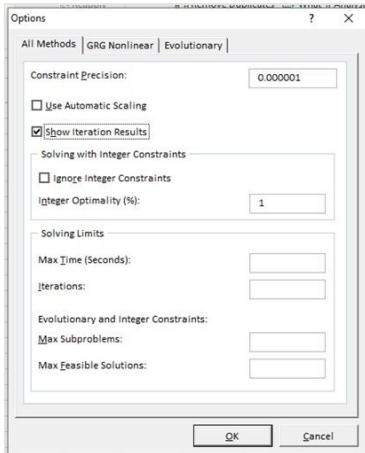 Options ? ×
All Methods GRG Nonlinear Evolutionary
Constraint Precision: 0.000001
Use Automatic Scaling
Show Iteration Results
Solving with Integer Constraints
Ignore Integer Constraints
Integer Optimality (%): 1
Solving Limits
Max Time (Seconds):
Iterations:
Evolutionary and Integer Constraints:
Max Subproblems:
Max Feasible Solutions:
OK Cancel